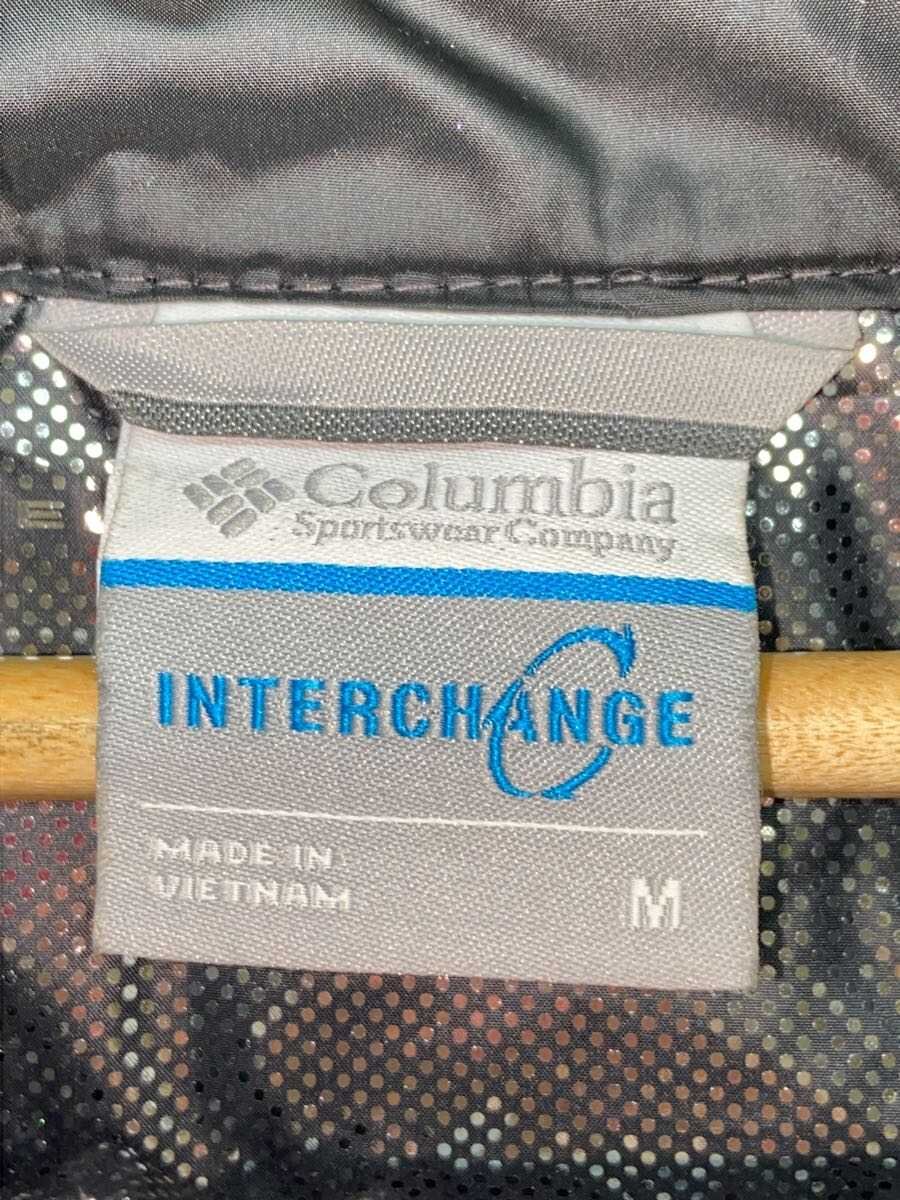 Columbia
Sportswear Company
INTERCHANGE
MADE IN
VIETNAM
M